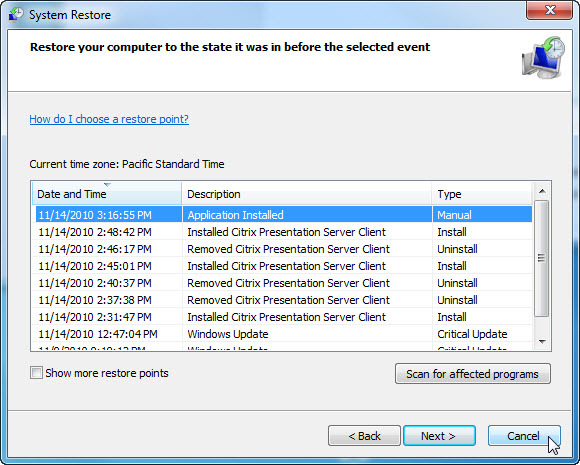 System Restore
Restore your computer to the state it was in before the selected event
How do I choose a restore point?
Current time zone: Pacific Standard Time
Date and Time Description Type
11/14/2010 3:16:55 PM Application Installed Manual
11/14/2010 2:48:42 PM Installed Citrix Presentation Server Client Install
11/14/2010 2:46:17 PM Removed Citrix Presentation Server Client Uninstall
11/14/2010 2:45:01 PM Installed Citrix Presentation Server Client Install
11/14/2010 2:40:37 PM Removed Citrix Presentation Server Client Uninstall
11/14/2010 2:37:38 PM Removed Citrix Presentation Server Client Uninstall
11/14/2010 2:31:47 PM Installed Citrix Presentation Server Client Install
11/14/2010 12:47:04 PM Windows Update Critical Update
Windows Update Critical Update
Show more restore points
Scan for affected programs
< Back Next > Cancel